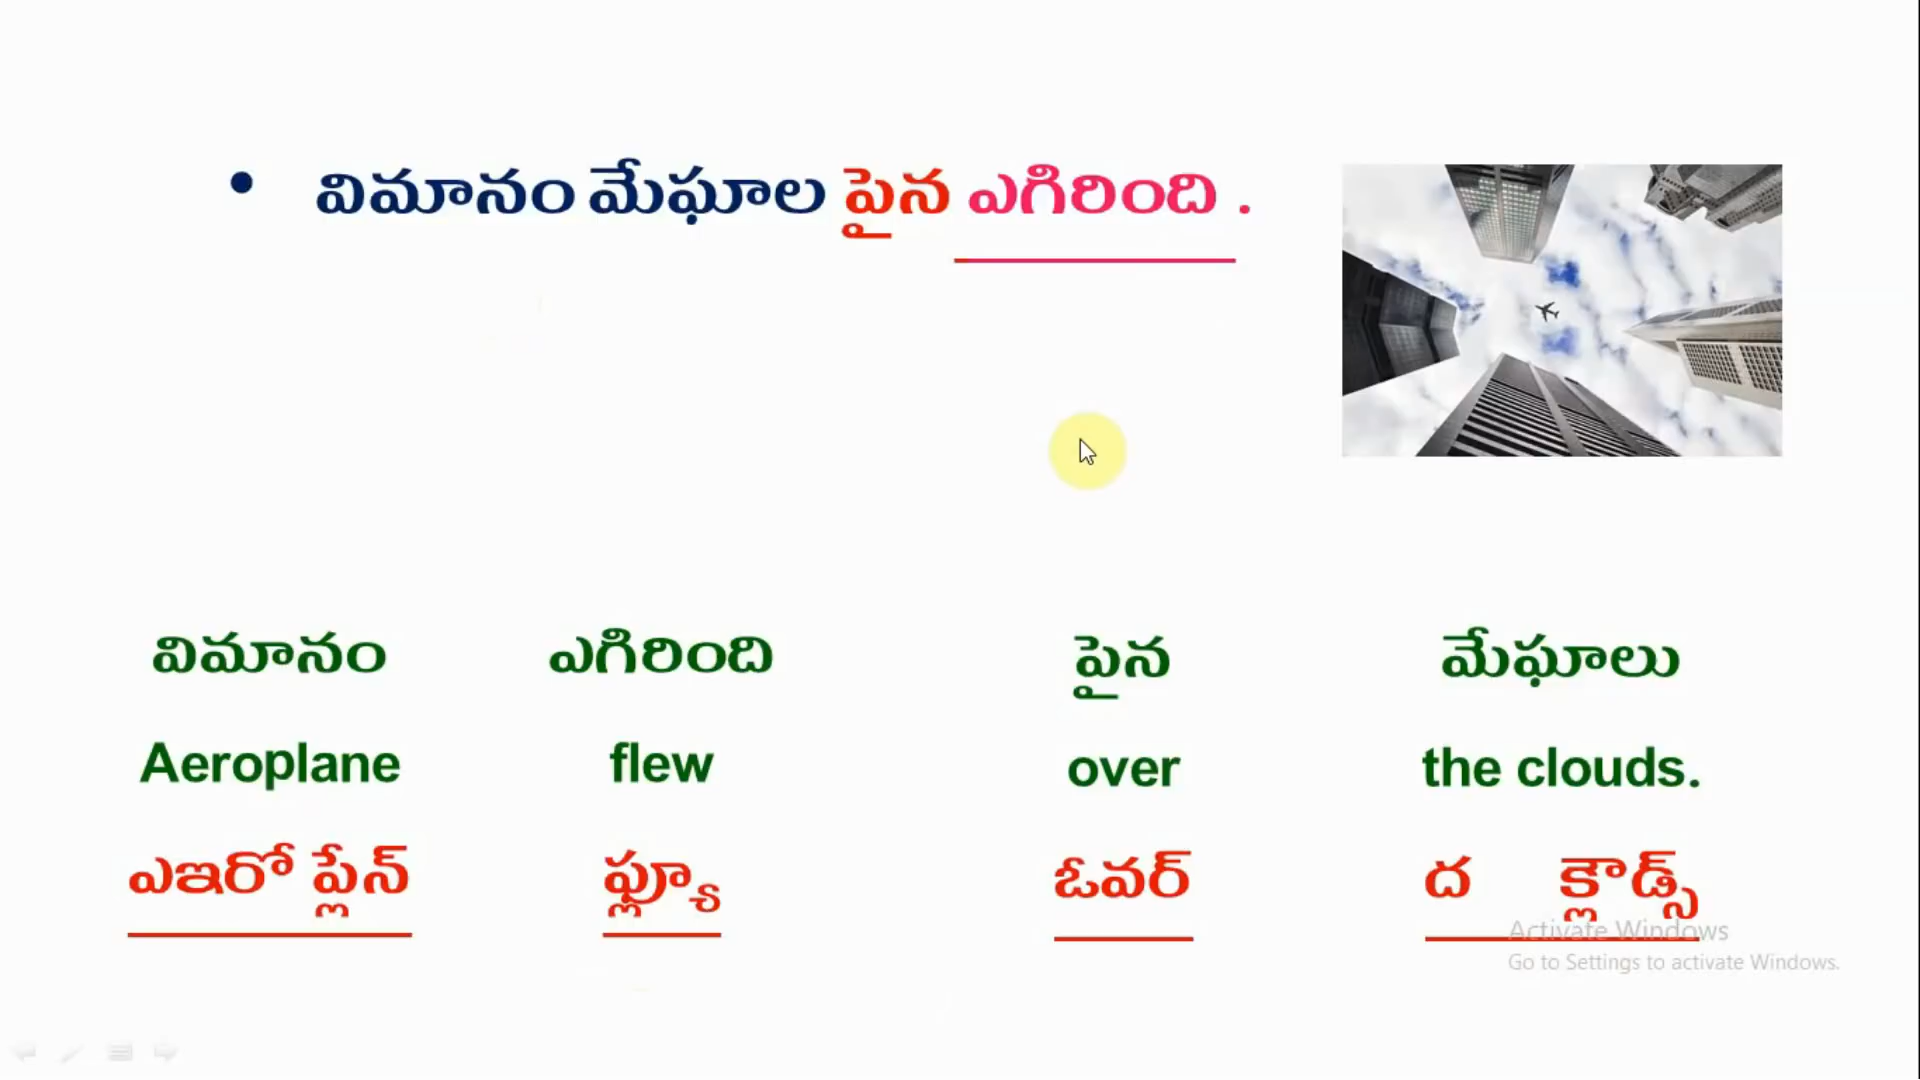 • విమానం మేఘాల పైన ఎగిరింది .
విమానం ఎగిరింది పైన మేఘాలు
Aeroplane flew over the clouds.
ఎఇరో ప్లేన్ ఫ్ల్యూ ఓవర్ ద క్లౌడ్స్
Activate Windows
Go to Settings to activate Windows.